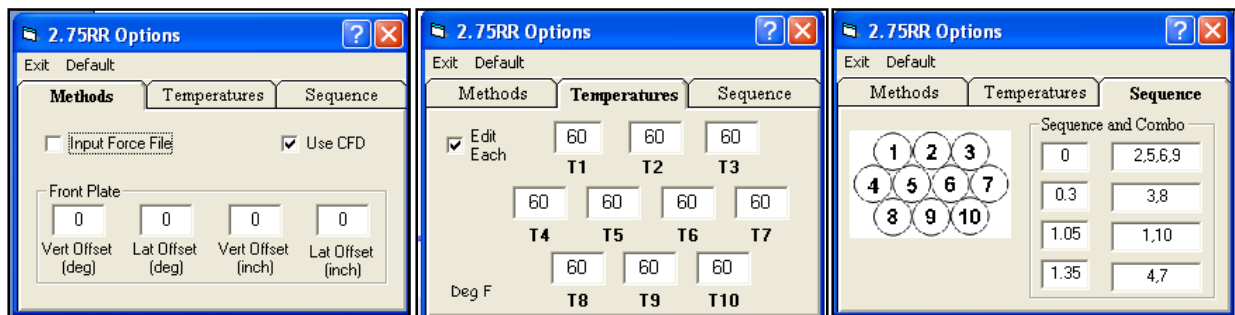 2.75RR Options
Exit Default
Methods Temperatures Sequence
Input Force File Use CFD
Front Plate
0 0 0 0
Vert Offset Lat Offset Vert Offset Lat Offset
(deg) (deg) (inch) (inch)
2.75RR Options
Exit Default
Methods Temperatures Sequence
Edit
Each
60 60 60
T1 T2 T3
60 60 60 60
T4 T5 T6 T7
60 60 60
Deg F
T8 T9 T10
2.75RR Options
Exit Default
Methods Temperatures Sequence
1 2 3
4 5 6 7
8 9 10
Sequence and Combo
0 2,5,6,9
0.3 3,8
1.05 1,10
1.35 4,7